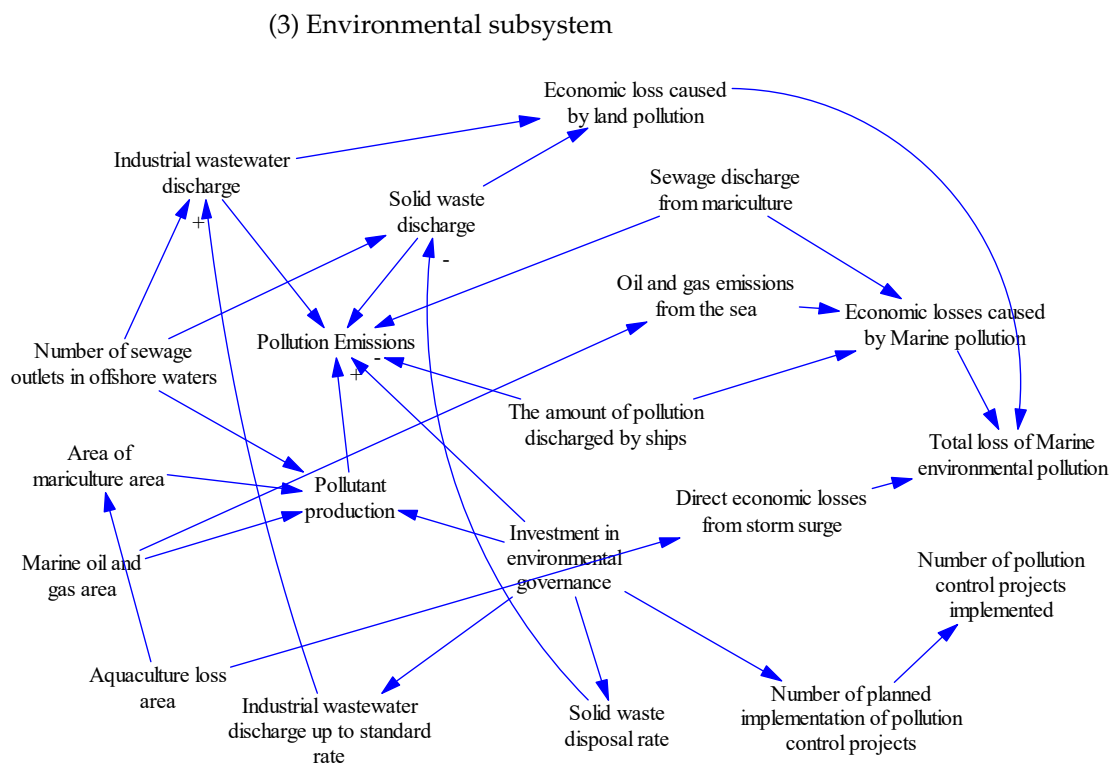 (3) Environmental subsystem
Economic loss caused
by land pollution
Industrial wastewater
discharge
+
Solid waste
discharge
-
Sewage discharge
from mariculture
Oil and gas emissions
from the sea
Economic losses caused
by Marine pollution
Pollution Emissions
-
+
Number of sewage
outlets in offshore waters
The amount of pollution
discharged by ships
Total loss of Marine
environmental pollution
Area of
mariculture area
Pollutant
production
Direct economic losses
from storm surge
Investment in
environmental
governance
Marine oil and
gas area
Number of pollution
control projects
implemented
Aquaculture loss
area
Industrial wastewater
discharge up to standard
rate
Solid waste
disposal rate
Number of planned
implementation of pollution
control projects